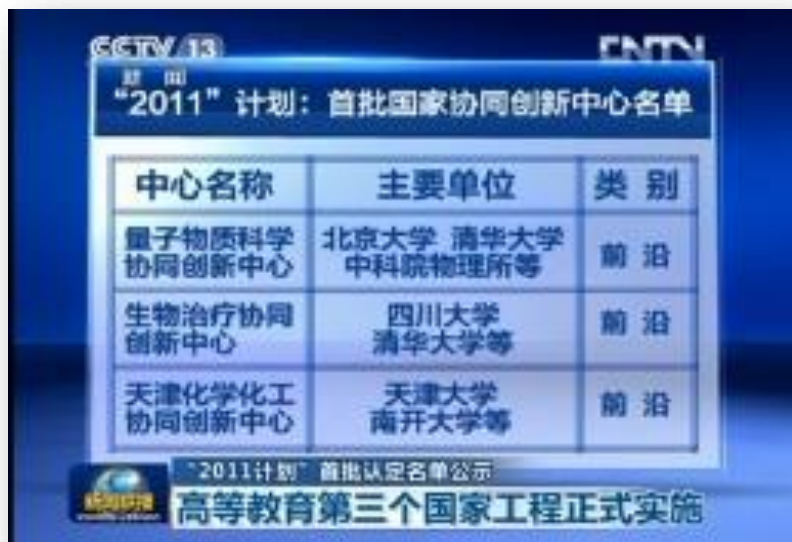 CCTV 13
CNTV
新 闻
“2011”计划：首批国家协同创新中心名单
中心名称 主要单位 类 别
量子物质科学
协同创新中心
北京大学 清华大学
中科院物理所等
前 沿
生物治疗协同
创新中心
四川大学
清华大学等
前 沿
天津化学化工
协同创新中心
天津大学
南开大学等
前 沿
“2011计划”首批认定名单公示
新闻联播
高等教育第三个国家工程正式实施